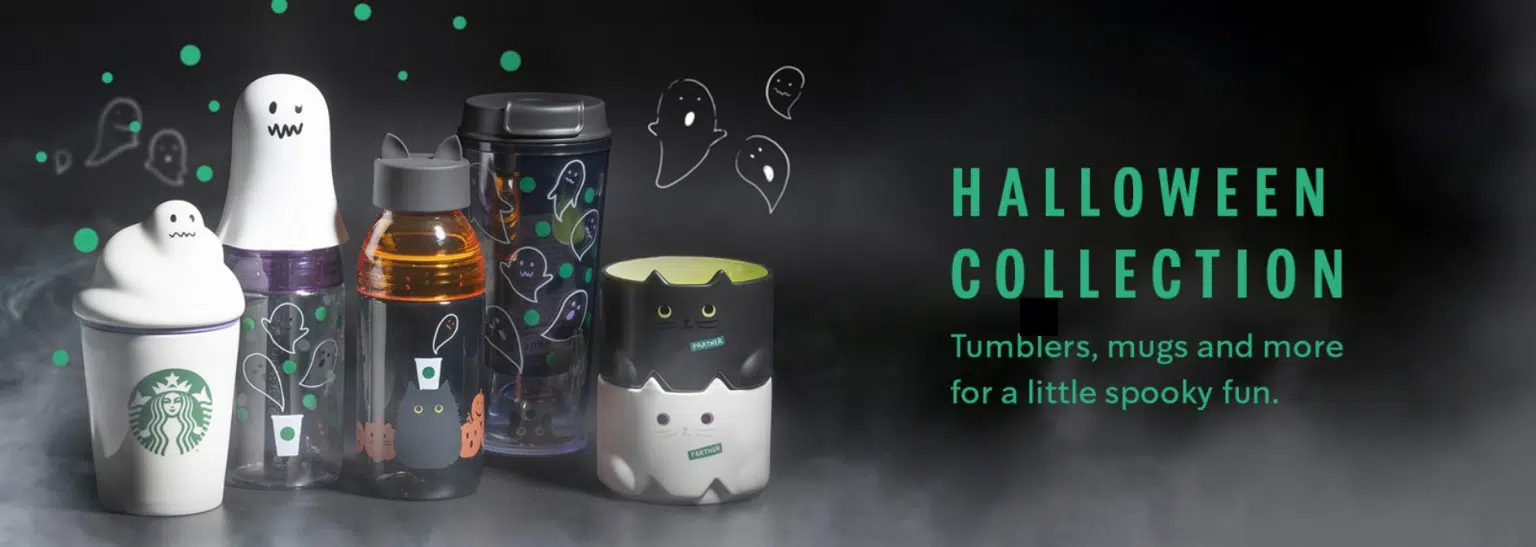 HALLOWEEN
COLLECTION
Tumblers, mugs and more
for a little spooky fun.
PARTNER
PARTNER